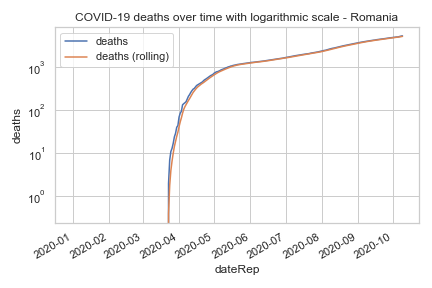 COVID-19 deaths over time with logarithmic scale - Romania
deaths
deaths (rolling)
10³
10²
10¹
10⁰
deaths
2020-01
2020-02
2020-03
2020-04
2020-05
2020-06
2020-07
2020-08
2020-09
2020-10
dateRep